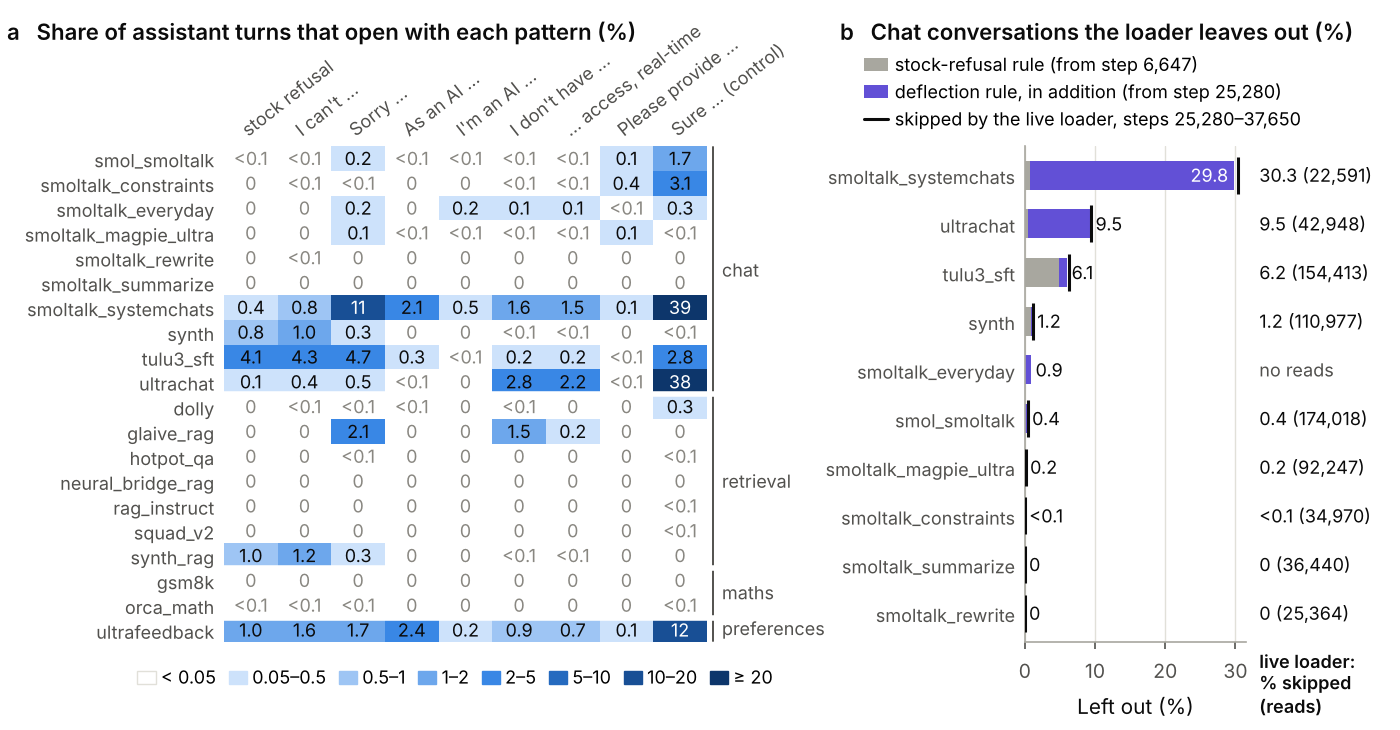 a Share of assistant turns that open with each pattern (%)
stock refusal
I can't ...
Sorry ...
As an AI ...
I'm an AI ...
I don't have ...
... access, real-time
Please provide ...
Sure ... (control)
smol_smoltalk <0.1 <0.1 0.2 <0.1 <0.1 <0.1 <0.1 0.1 1.7
smoltalk_constraints 0 <0.1 <0.1 0 0 <0.1 <0.1 0.4 3.1
smoltalk_everyday 0 0 0.2 0 0.2 0.1 0.1 <0.1 0.3
smoltalk_magpie_ultra 0 0 0.1 <0.1 <0.1 <0.1 <0.1 0.1 <0.1
smoltalk_rewrite 0 <0.1 0 0 0 0 0 0 0
smoltalk_summarize 0 0 0 0 0 0 0 0 0
smoltalk_systemchats 0.4 0.8 11 2.1 0.5 1.6 1.5 0.1 39
synth 0.8 1.0 0.3 0 0 <0.1 <0.1 0 <0.1
tulu3_sft 4.1 4.3 4.7 0.3 <0.1 0.2 0.2 <0.1 2.8
ultrachat 0.1 0.4 0.5 <0.1 0 2.8 2.2 <0.1 38
chat
dolly 0 <0.1 <0.1 <0.1 0 <0.1 0 0 0.3
glaive_rag 0 0 2.1 0 0 1.5 0.2 0 0
hotpot_qa 0 0 <0.1 0 0 0 0 0 <0.1
neural_bridge_rag 0 0 0 0 0 0 0 0 0
rag_instruct 0 0 0 0 0 0 0 0 <0.1
squad_v2 0 0 0 0 0 0 0 0 <0.1
synth_rag 1.0 1.2 0.3 0 0 <0.1 <0.1 0 0
retrieval
gsm8k 0 0 0 0 0 0 0 0 0
orca_math <0.1 <0.1 <0.1 0 0 0 0 0 <0.1
maths
ultrafeedback 1.0 1.6 1.7 2.4 0.2 0.9 0.7 0.1 12
preferences
< 0.05 0.05–0.5 0.5–1 1–2 2–5 5–10 10–20 ≥ 20
b Chat conversations the loader leaves out (%)
stock-refusal rule (from step 6,647)
deflection rule, in addition (from step 25,280)
skipped by the live loader, steps 25,280–37,650
smoltalk_systemchats 29.8 30.3 (22,591)
ultrachat 9.5 9.5 (42,948)
tulu3_sft 6.1 6.2 (154,413)
synth 1.2 1.2 (110,977)
smoltalk_everyday 0.9 no reads
smol_smoltalk 0.4 0.4 (174,018)
smoltalk_magpie_ultra 0.2 0.2 (92,247)
smoltalk_constraints <0.1 <0.1 (34,970)
smoltalk_summarize 0 0 (36,440)
smoltalk_rewrite 0 0 (25,364)
0 10 20 30
Left out (%)
live loader:
% skipped
(reads)